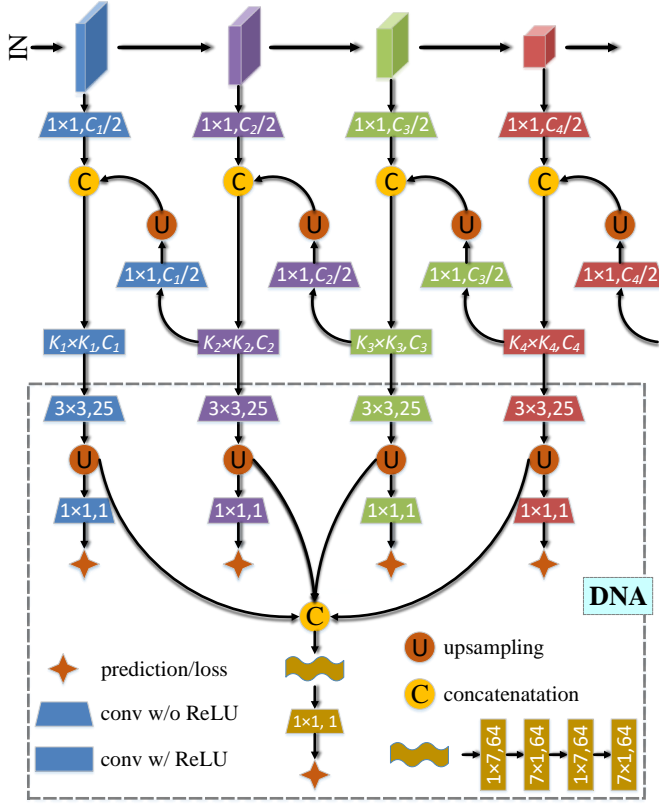 IN
1×1,C1/2 1×1,C2/2 1×1,C3/2 1×1,C4/2
C C C C
U U U U
1×1,C1/2 1×1,C2/2 1×1,C3/2 1×1,C4/2
K1×K1,C1 K2×K2,C2 K3×K3,C3 K4×K4,C4
3×3,25 3×3,25 3×3,25 3×3,25
U U U U
1×1,1 1×1,1 1×1,1 1×1,1
DNA
C
prediction/loss
conv w/o ReLU
conv w/ ReLU
1×1, 1
U upsampling
C concatenatation
1×7,64 7×1,64 1×7,64 7×1,64